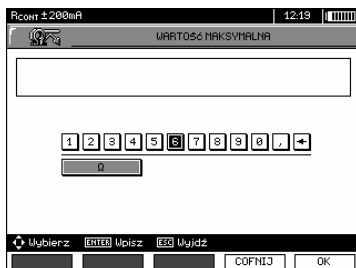 RCONT ±200mA 12:19
WARTOŚĆ MAKSYMALNA
1 2 3 4 5 6 7 8 9 0 , ←
Ω
Wybierz ENTER Wpisz ESC Wyjdź
COFNIJ OK